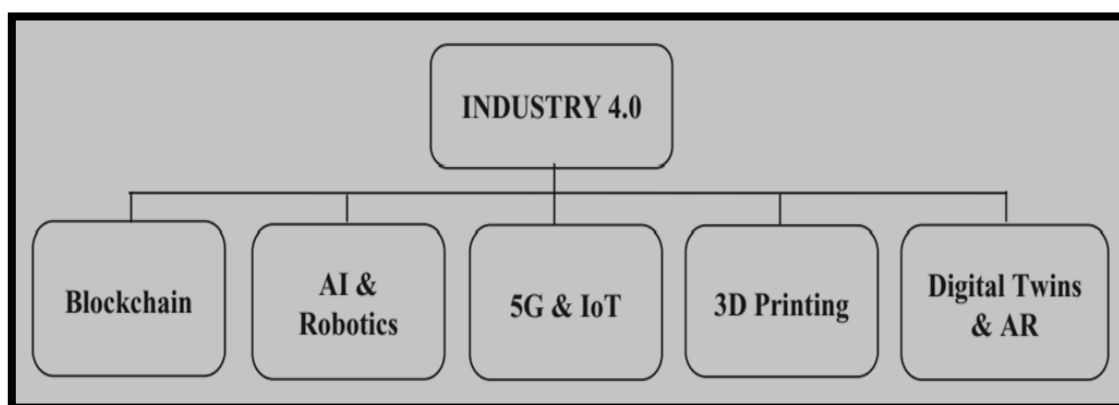 INDUSTRY 4.0
Blockchain
AI &
Robotics
5G & IoT
3D Printing
Digital Twins
& AR